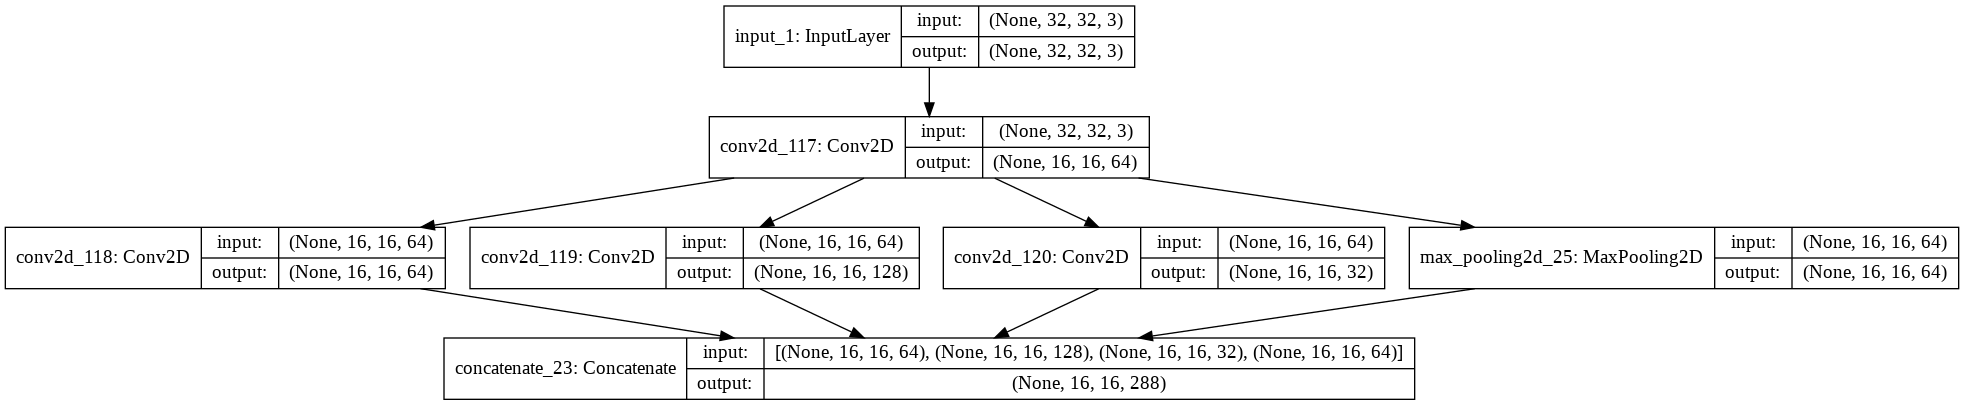 input_1: InputLayer
input: (None, 32, 32, 3)
output: (None, 32, 32, 3)
conv2d_117: Conv2D
input: (None, 32, 32, 3)
output: (None, 16, 16, 64)
conv2d_118: Conv2D
input: (None, 16, 16, 64)
output: (None, 16, 16, 64)
conv2d_119: Conv2D
input: (None, 16, 16, 64)
output: (None, 16, 16, 128)
conv2d_120: Conv2D
input: (None, 16, 16, 64)
output: (None, 16, 16, 32)
max_pooling2d_25: MaxPooling2D
input: (None, 16, 16, 64)
output: (None, 16, 16, 64)
concatenate_23: Concatenate
input: [(None, 16, 16, 64), (None, 16, 16, 128), (None, 16, 16, 32), (None, 16, 16, 64)]
output: (None, 16, 16, 288)